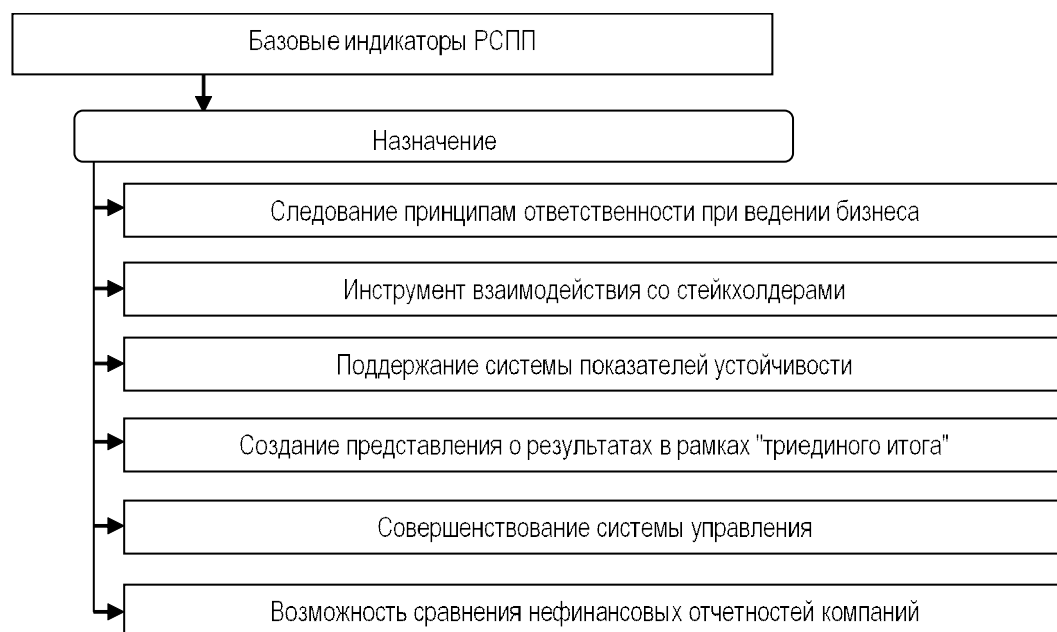 Базовые индикаторы РСПП
Назначение
Следование принципам ответственности при ведении бизнеса
Инструмент взаимодействия со стейкхолдерами
Поддержание системы показателей устойчивости
Создание представления о результатах в рамках "триединого итога"
Совершенствование системы управления
Возможность сравнения нефинансовых отчетностей компаний